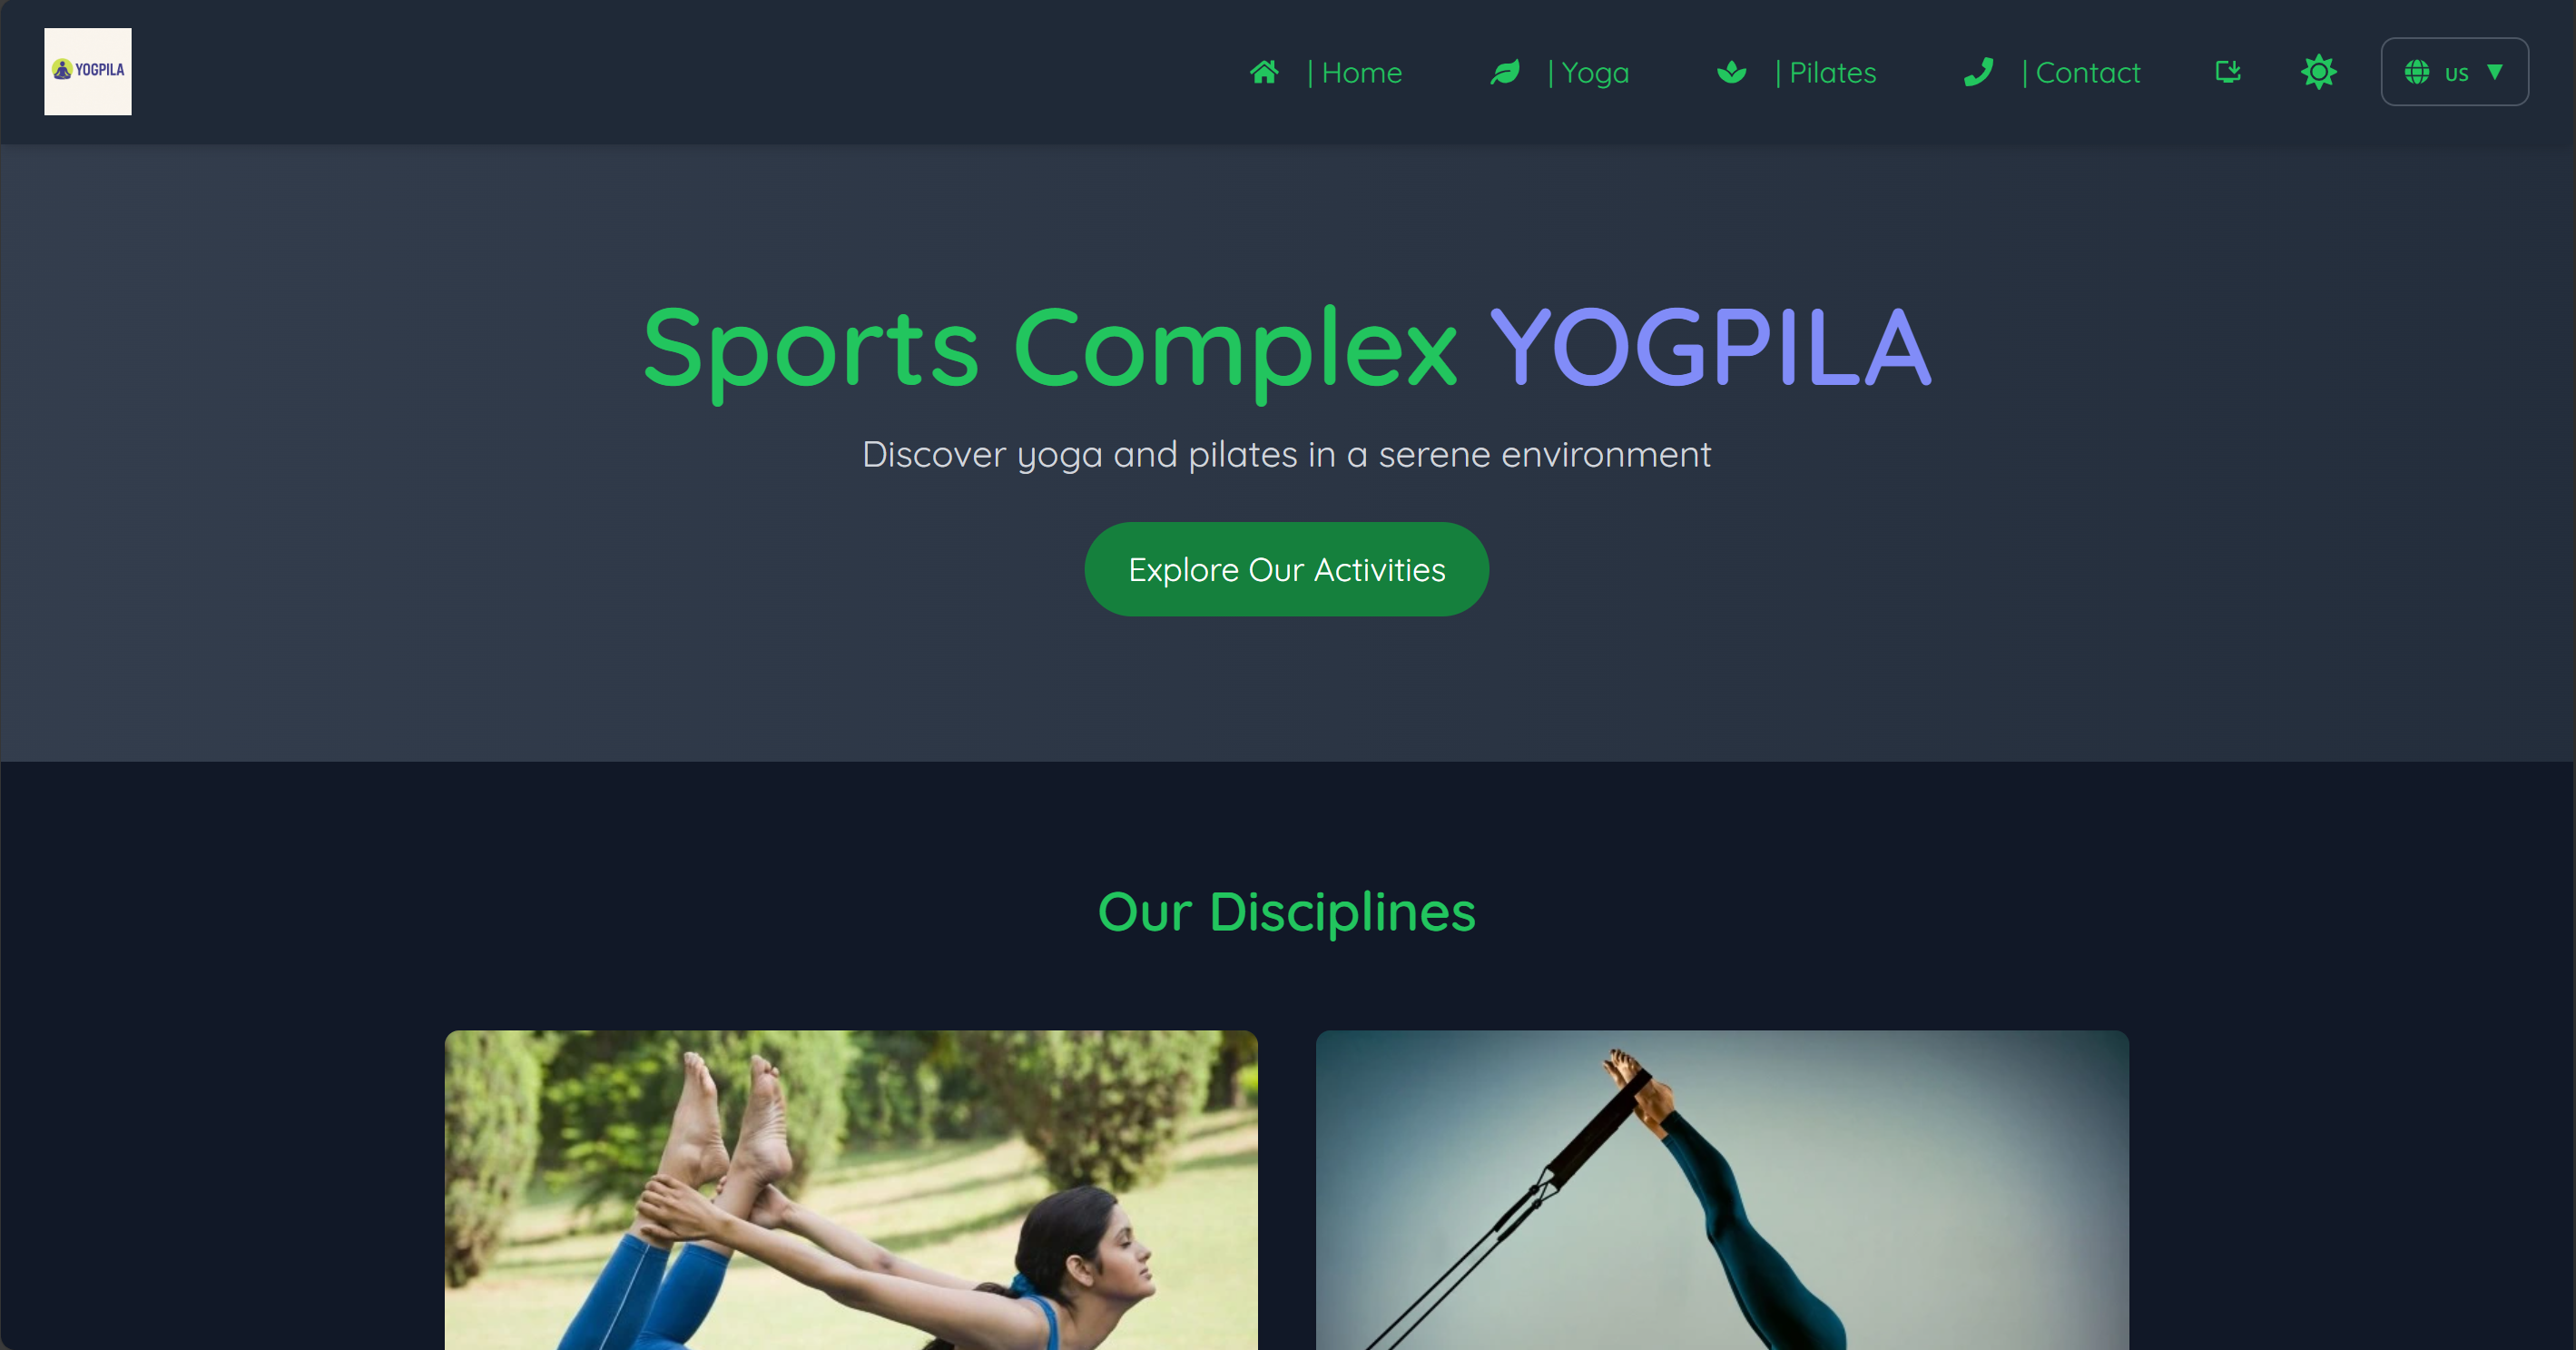 YOGPILA
| Home | Yoga | Pilates | Contact us ▼
Sports Complex YOGPILA
Discover yoga and pilates in a serene environment
Explore Our Activities
Our Disciplines